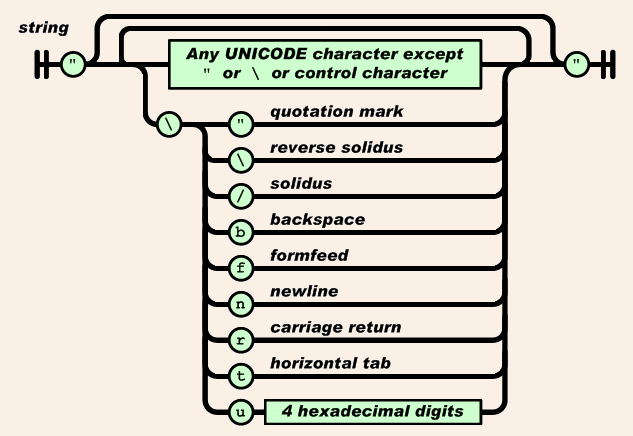 string
" Any UNICODE character except "
" or \ or control character
\ " quotation mark
\ reverse solidus
/ solidus
b backspace
f formfeed
n newline
r carriage return
t horizontal tab
u 4 hexadecimal digits